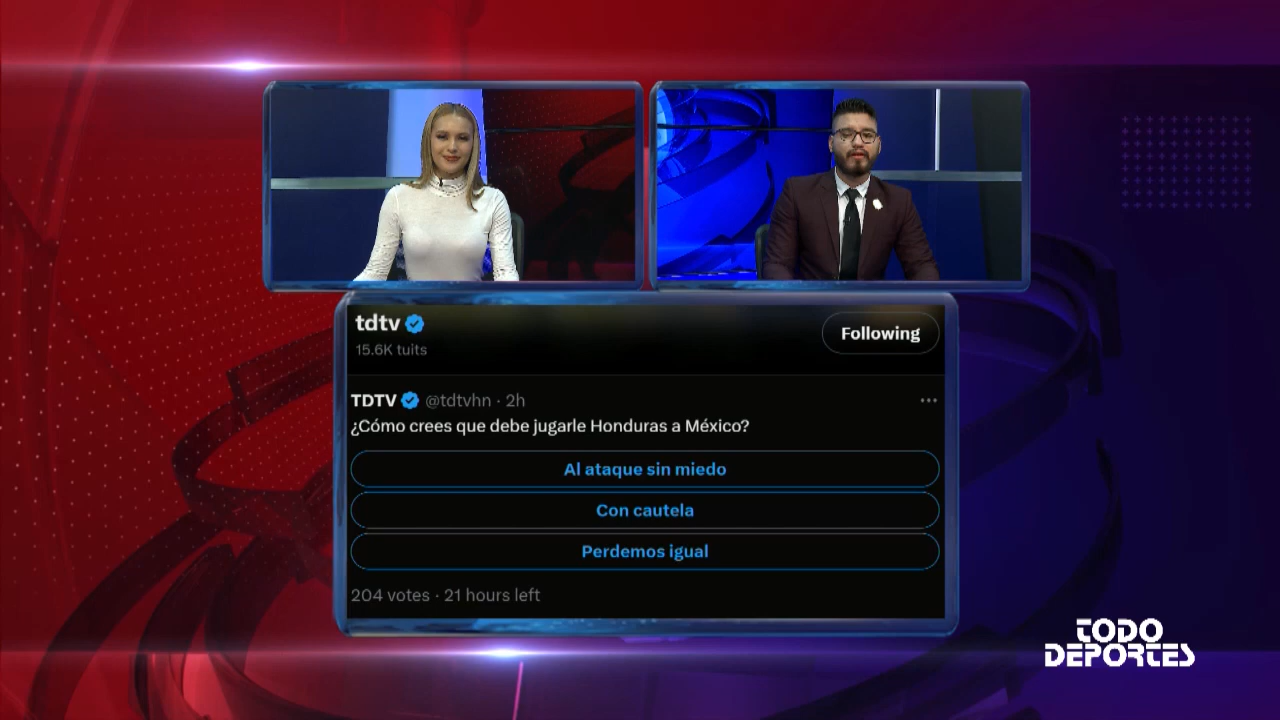 tdtv
15.6K tuits
Following
TDTV @tdtvhn · 2h
¿Cómo crees que debe jugarle Honduras a México?
Al ataque sin miedo
Con cautela
Perdemos igual
204 votes · 21 hours left
TODO
DEPORTES